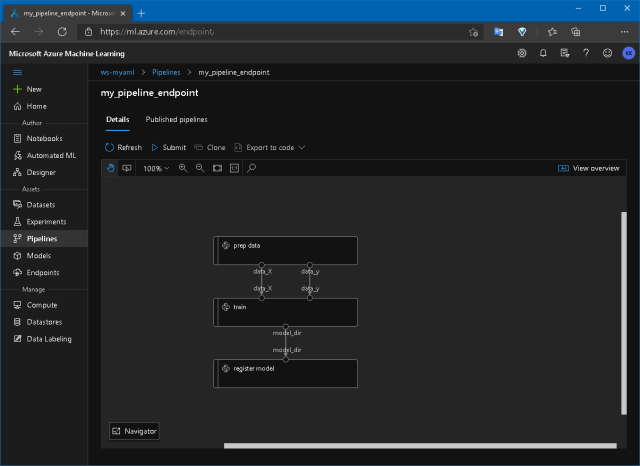 my_pipeline_endpoint
https://ml.azure.com/endpoint/
Microsoft Azure Machine Learning
ws-myaml > Pipelines > my_pipeline_endpoint
New
Home
Author
Notebooks
Automated ML
Designer
Assets
Datasets
Experiments
Pipelines
Models
Endpoints
Manage
Compute
Datastores
Data Labeling
my_pipeline_endpoint
Details Published pipelines
Refresh Submit Clone Export to code
100% View overview
prep data
data_X data_y
data_X data_y
train
model_dir
model_dir
register model
Navigator